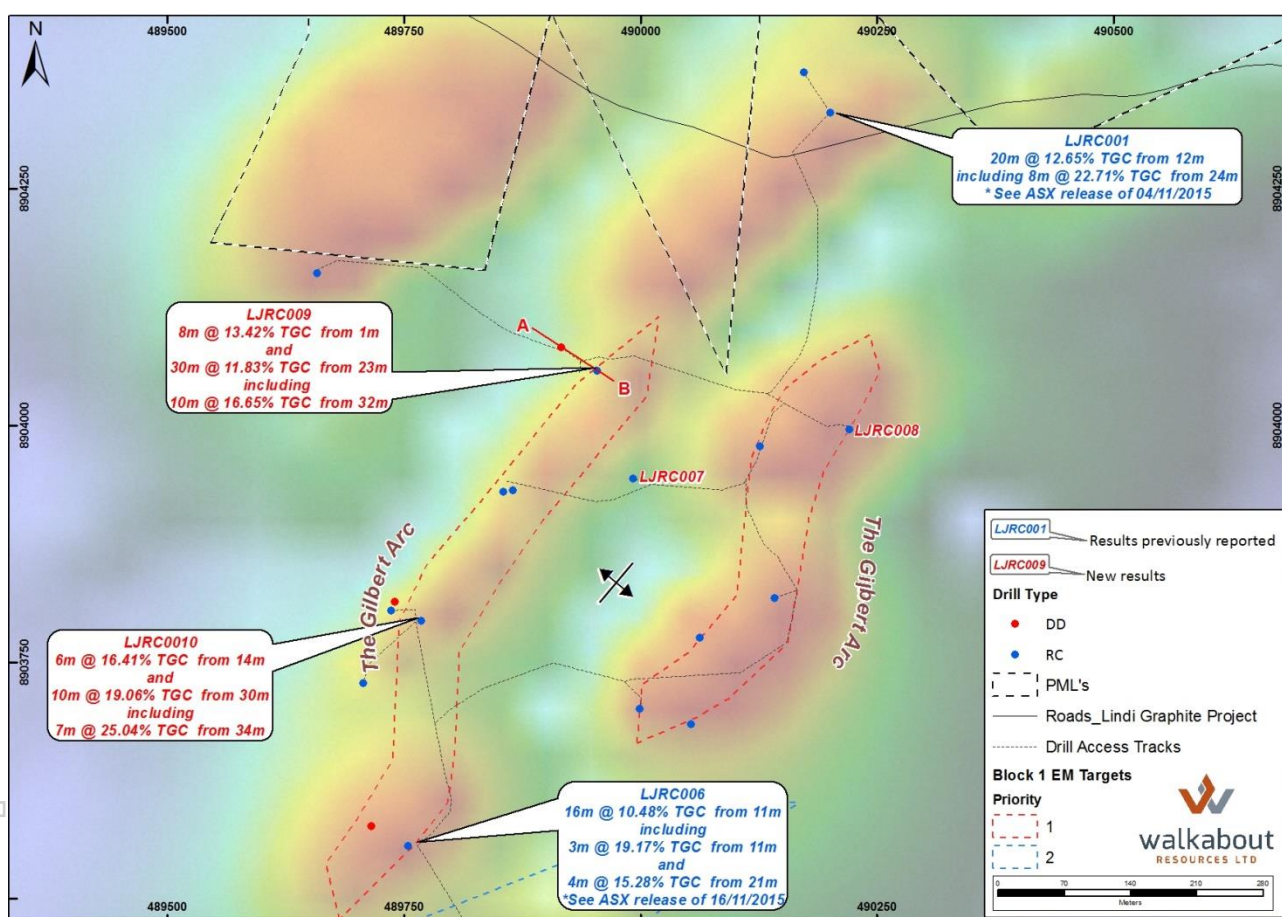 N
489500
489750
490000
490250
490500
8904250
8904250
LJRC001
20m @ 12.65% TGC from 12m
including 8m @ 22.71% TGC from 24m
* See ASX release of 04/11/2015
LJRC009
8m @ 13.42% TGC from 1m
and
30m @ 11.83% TGC from 23m
including
10m @ 16.65% TGC from 32m
A
B
8904000
8904000
LJRC008
LJRC007
The Gilbert Arc
The Gilbert Arc
8903750
LJRC0010
6m @ 16.41% TGC from 14m
and
10m @ 19.06% TGC from 30m
including
7m @ 25.04% TGC from 34m
LJRC006
16m @ 10.48% TGC from 11m
including
3m @ 19.17% TGC from 11m
and
4m @ 15.28% TGC from 21m
*See ASX release of 16/11/2015
LJRC001
Results previously reported
LJRC009
New results
Drill Type
DD
RC
PML's
Roads_Lindi Graphite Project
Drill Access Tracks
Block 1 EM Targets
Priority
1
2
walkabout
RESOURCES LTD
0 70 140 210 280
Meters
489500
489750
490250